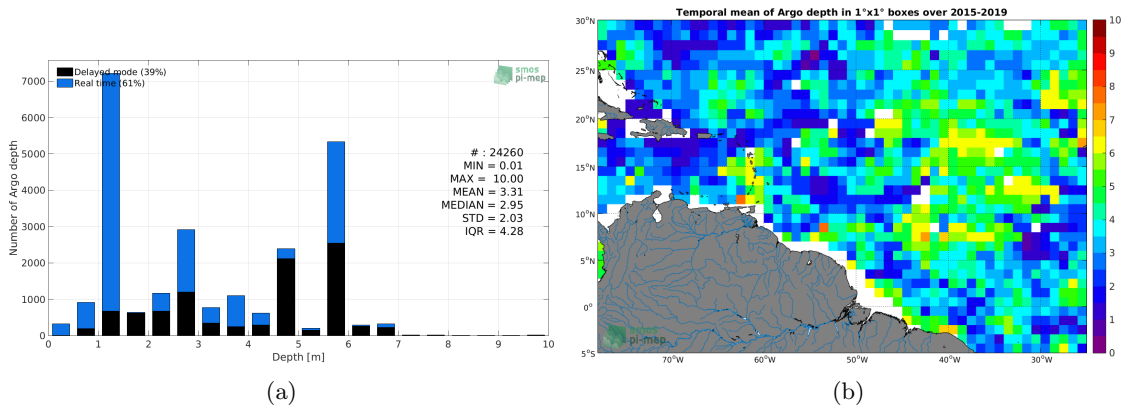 Delayed mode (39%)
Real time (61%)
smos
pi-mep
# : 24260
MIN = 0.01
MAX = 10.00
MEAN = 3.31
MEDIAN = 2.95
STD = 2.03
IQR = 4.28
Number of Argo depth
7000
6000
5000
4000
3000
2000
1000
0
0 1 2 3 4 5 6 7 8 9 10
Depth [m]
(a)
Temporal mean of Argo depth in 1°x1° boxes over 2015-2019
30°N
25°N
20°N
15°N
10°N
5°N
0°
5°S
70°W 60°W 50°W 40°W 30°W
smos
pi-mep
10
9
8
7
6
5
4
3
2
1
0
(b)